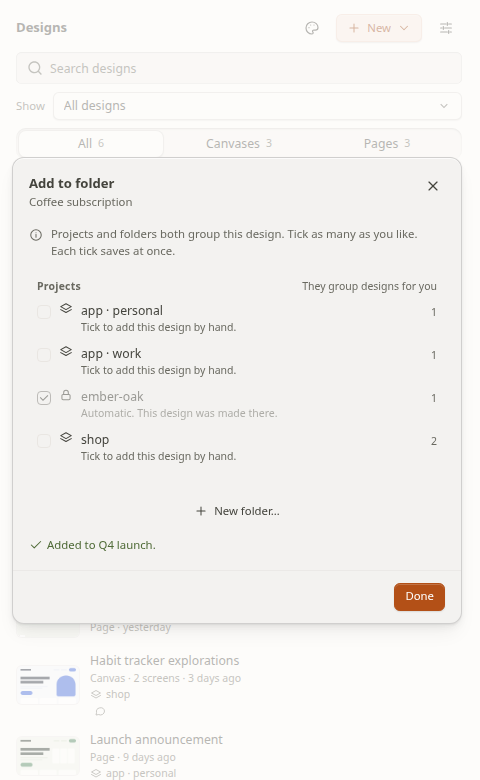 Designs
New
Search designs
Show
All designs
All 6
Canvases 3
Pages 3
Add to folder
Coffee subscription
Projects and folders both group this design. Tick as many as you like.
Each tick saves at once.
Projects
They group designs for you
app · personal
1
Tick to add this design by hand.
app · work
1
Tick to add this design by hand.
ember-oak
1
Automatic. This design was made there.
shop
2
Tick to add this design by hand.
New folder...
Added to Q4 launch.
Done
Page · yesterday
Habit tracker explorations
Canvas · 2 screens · 3 days ago
shop
Launch announcement
Page · 9 days ago
app · personal